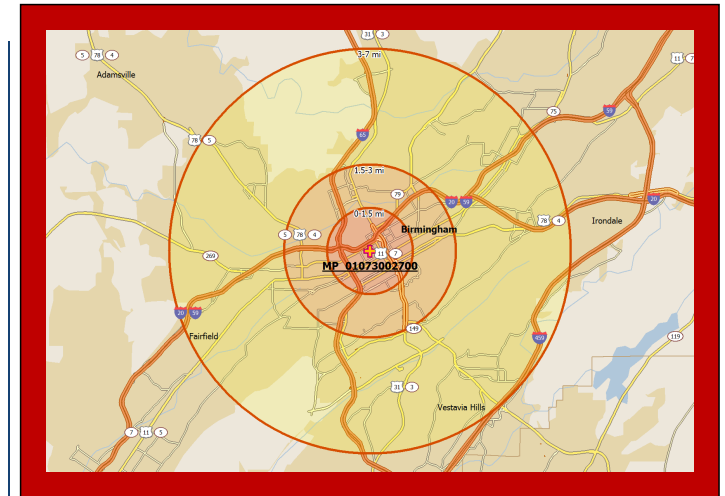 31 3
3-7 mi
5 78 4
11 7
Adamsville
59
75
65
78 5
1.5-3 mi
79
20 59
20
0-1.5 mi
78 4
Irondale
5 78 4
Birmingham
269
11 7
MP_01073002700
20 59
149
459
119
Fairfield
31 3
Vestavia Hills
7 11 5